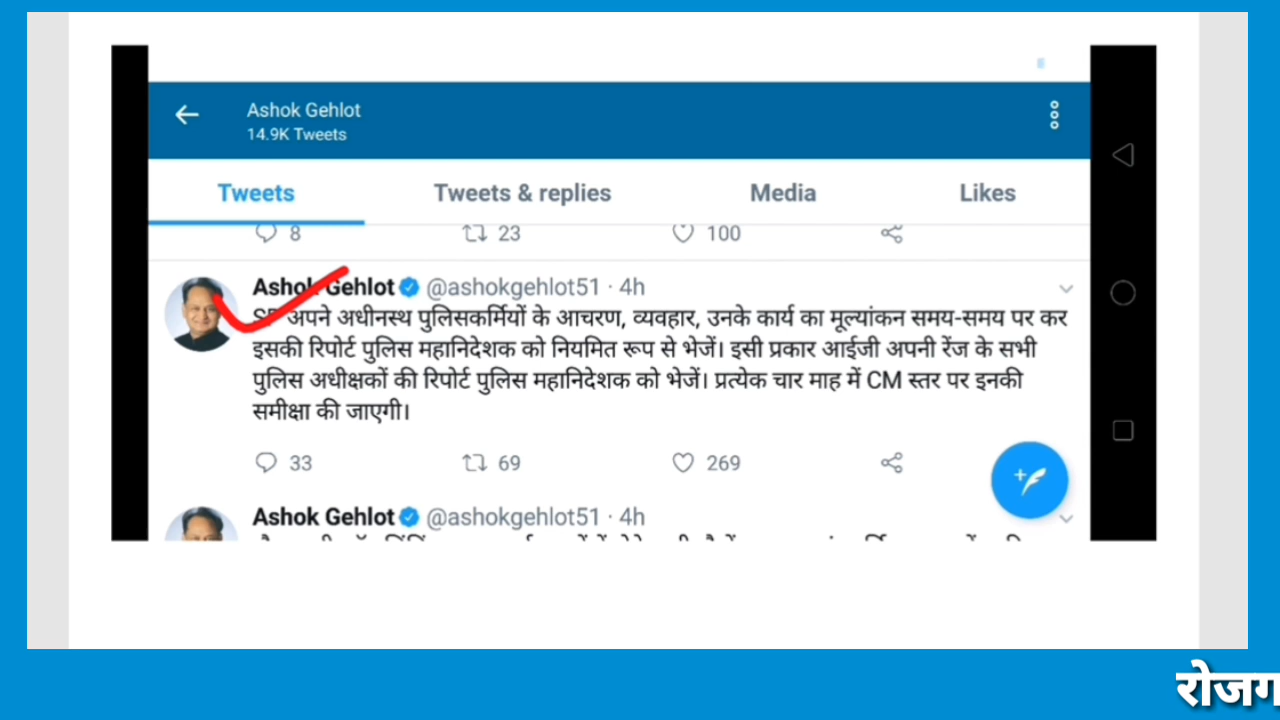 Ashok Gehlot
14.9K Tweets
Tweets Tweets & replies Media Likes
8 23 100
Ashok Gehlot @ashokgehlot51 · 4h
SP अपने अधीनस्थ पुलिसकर्मियों के आचरण, व्यवहार, उनके कार्य का मूल्यांकन समय-समय पर कर
इसकी रिपोर्ट पुलिस महानिदेशक को नियमित रूप से भेजें। इसी प्रकार आईजी अपनी रेंज के सभी
पुलिस अधीक्षकों की रिपोर्ट पुलिस महानिदेशक को भेजें। प्रत्येक चार माह में CM स्तर पर इनकी
समीक्षा की जाएगी।
33 69 269
Ashok Gehlot @ashokgehlot51 · 4h